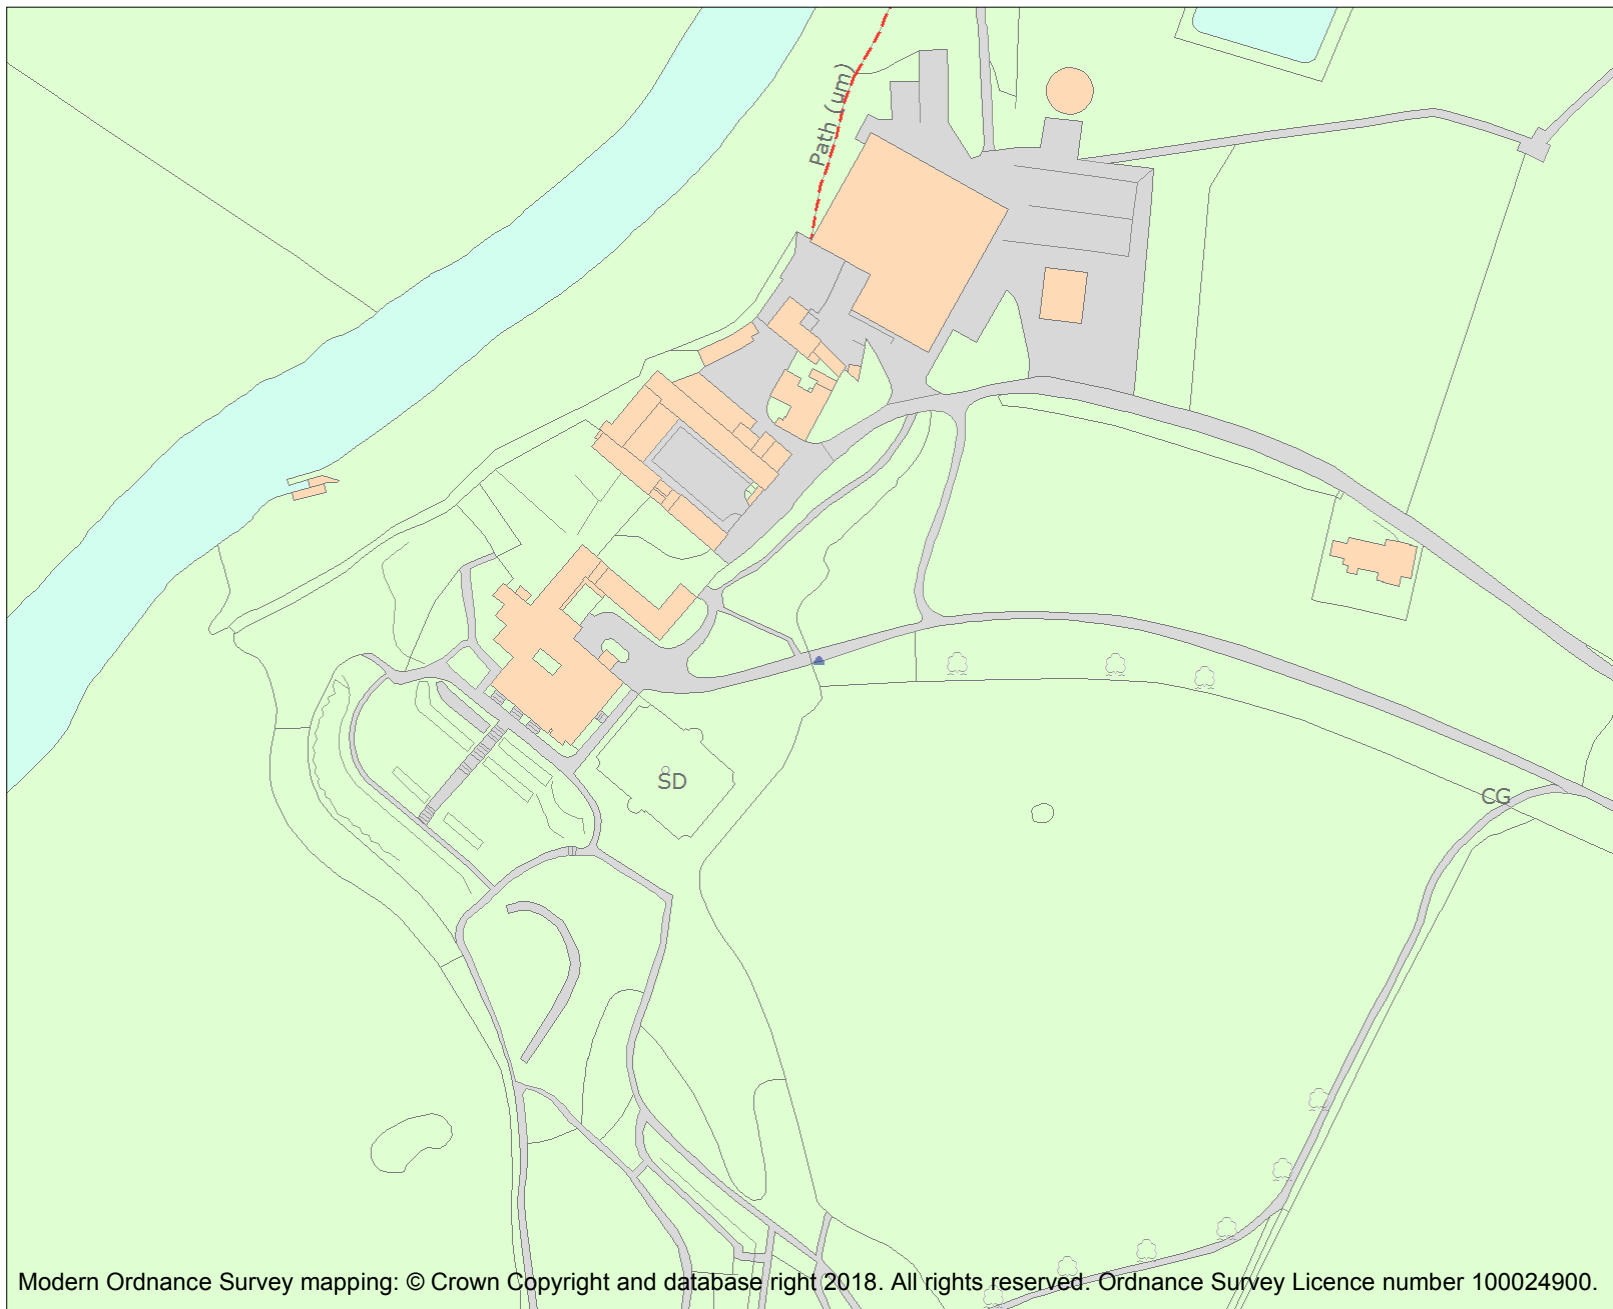 Path (um)
SD
CG
Modern Ordnance Survey mapping: © Crown Copyright and database right 2018. All rights reserved. Ordnance Survey Licence number 100024900.